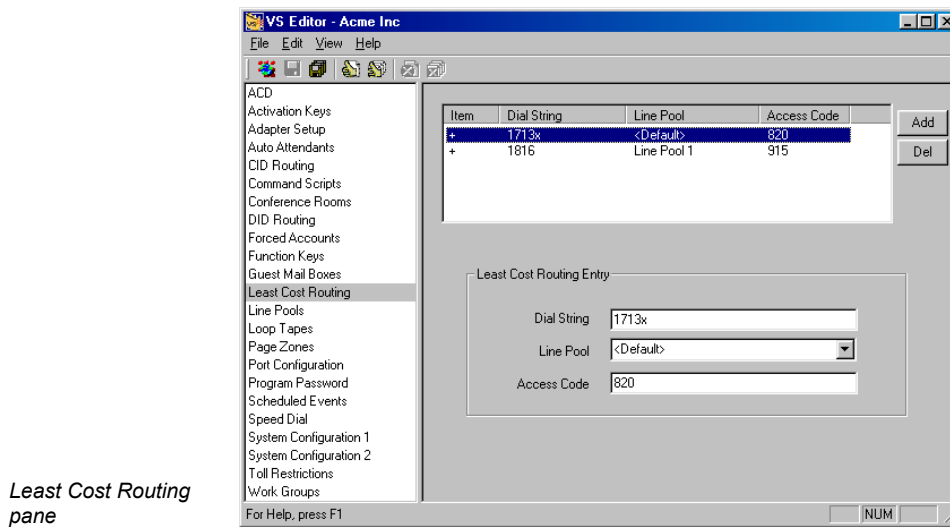 VS Editor - Acme Inc
File Edit View Help
ACD
Activation Keys
Adapter Setup
Auto Attendants
CID Routing
Command Scripts
Conference Rooms
DID Routing
Forced Accounts
Function Keys
Guest Mail Boxes
Least Cost Routing
Line Pools
Loop Tapes
Page Zones
Port Configuration
Program Password
Scheduled Events
Speed Dial
System Configuration 1
System Configuration 2
Toll Restrictions
Work Groups
Item Dial String Line Pool Access Code
+ 1713x <Default> 820
+ 1816 Line Pool 1 915
Add
Del
Least Cost Routing Entry
Dial String 1713x
Line Pool <Default>
Access Code 820
For Help, press F1
NUM
Least Cost Routing
pane